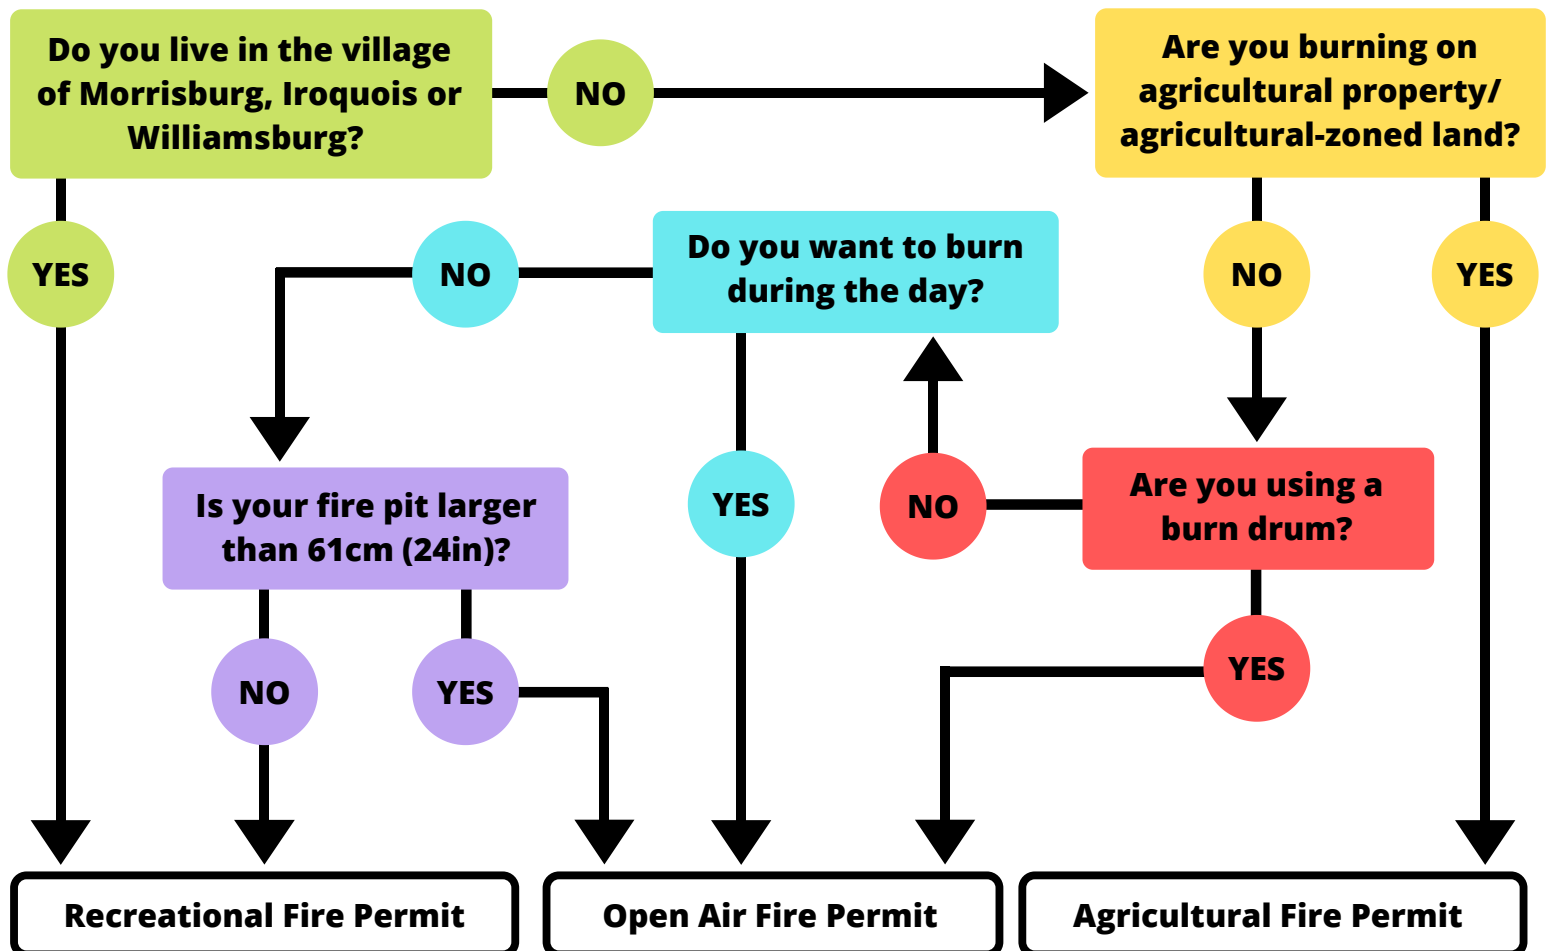 Do you live in the village
of Morrisburg, Iroquois or
Williamsburg?
NO
Are you burning on
agricultural property/
agricultural-zoned land?
YES
NO
Do you want to burn
during the day?
NO
YES
Is your fire pit larger
than 61cm (24in)?
YES
NO
Are you using a
burn drum?
NO
YES
YES
Recreational Fire Permit
Open Air Fire Permit
Agricultural Fire Permit